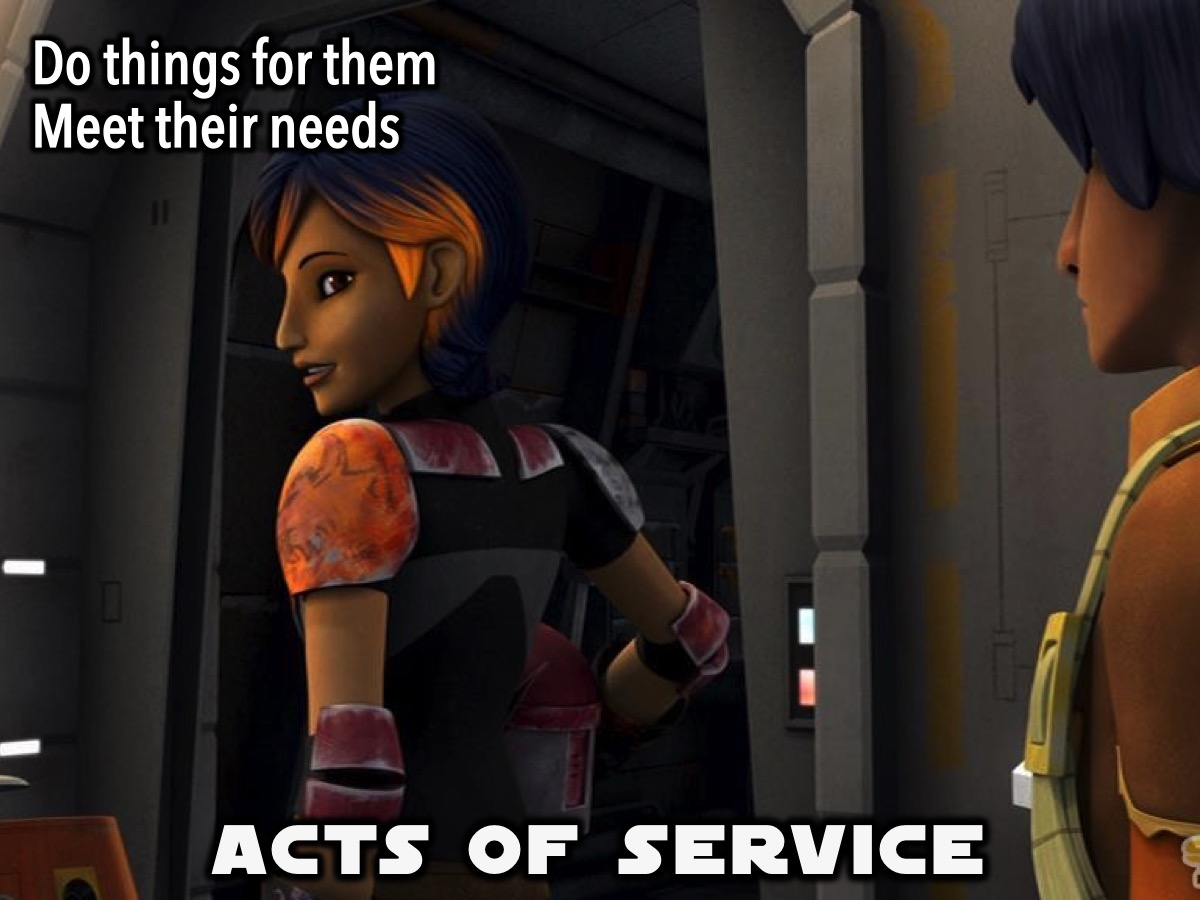 Do things for them
Meet their needs
ACTS OF SERVICE